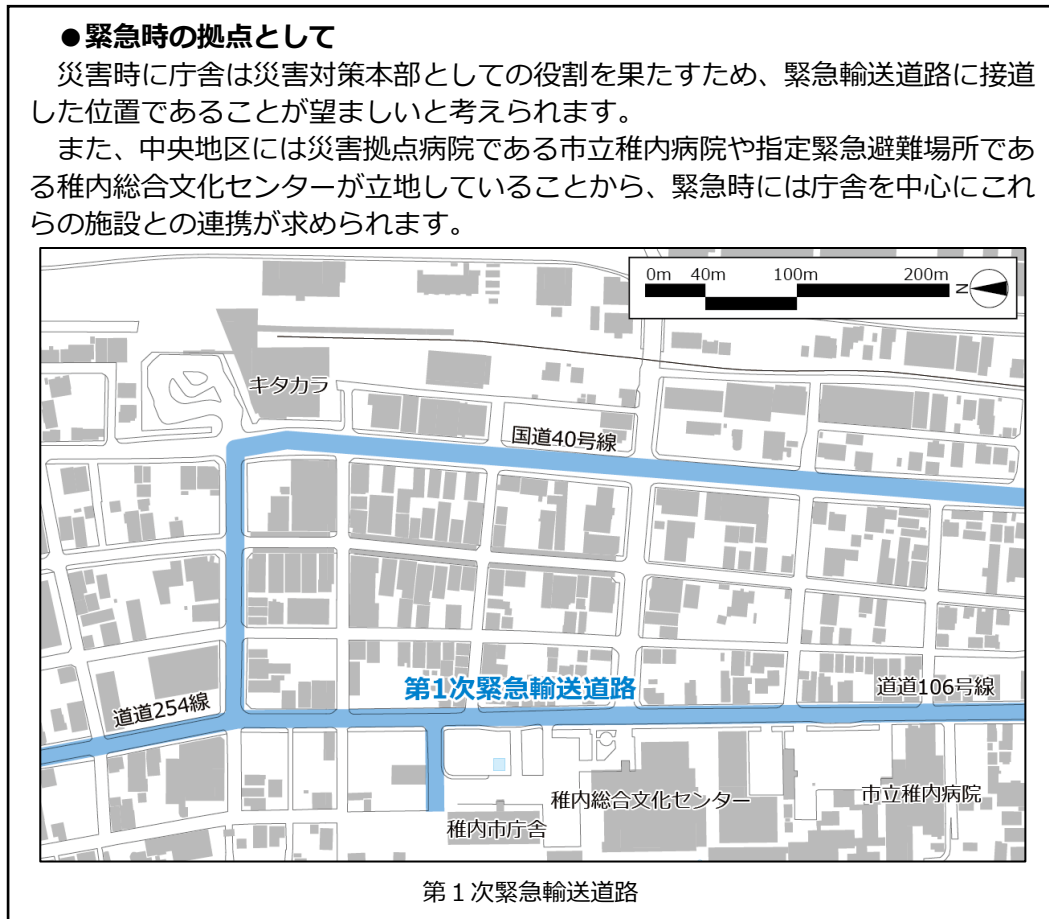 ●緊急時の拠点として
災害時に庁舎は災害対策本部としての役割を果たすため、緊急輸送道路に接道
した位置であることが望ましいと考えられます。
また、中央地区には災害拠点病院である市立稚内病院や指定緊急避難場所であ
る稚内総合文化センターが立地していることから、緊急時には庁舎を中心にこれ
らの施設との連携が求められます。
0m 40m 100m 200m
N
キタカラ
国道40号線
第1次緊急輸送道路
道道106号線
道道254線
稚内総合文化センター
市立稚内病院
稚内市庁舎
第1次緊急輸送道路